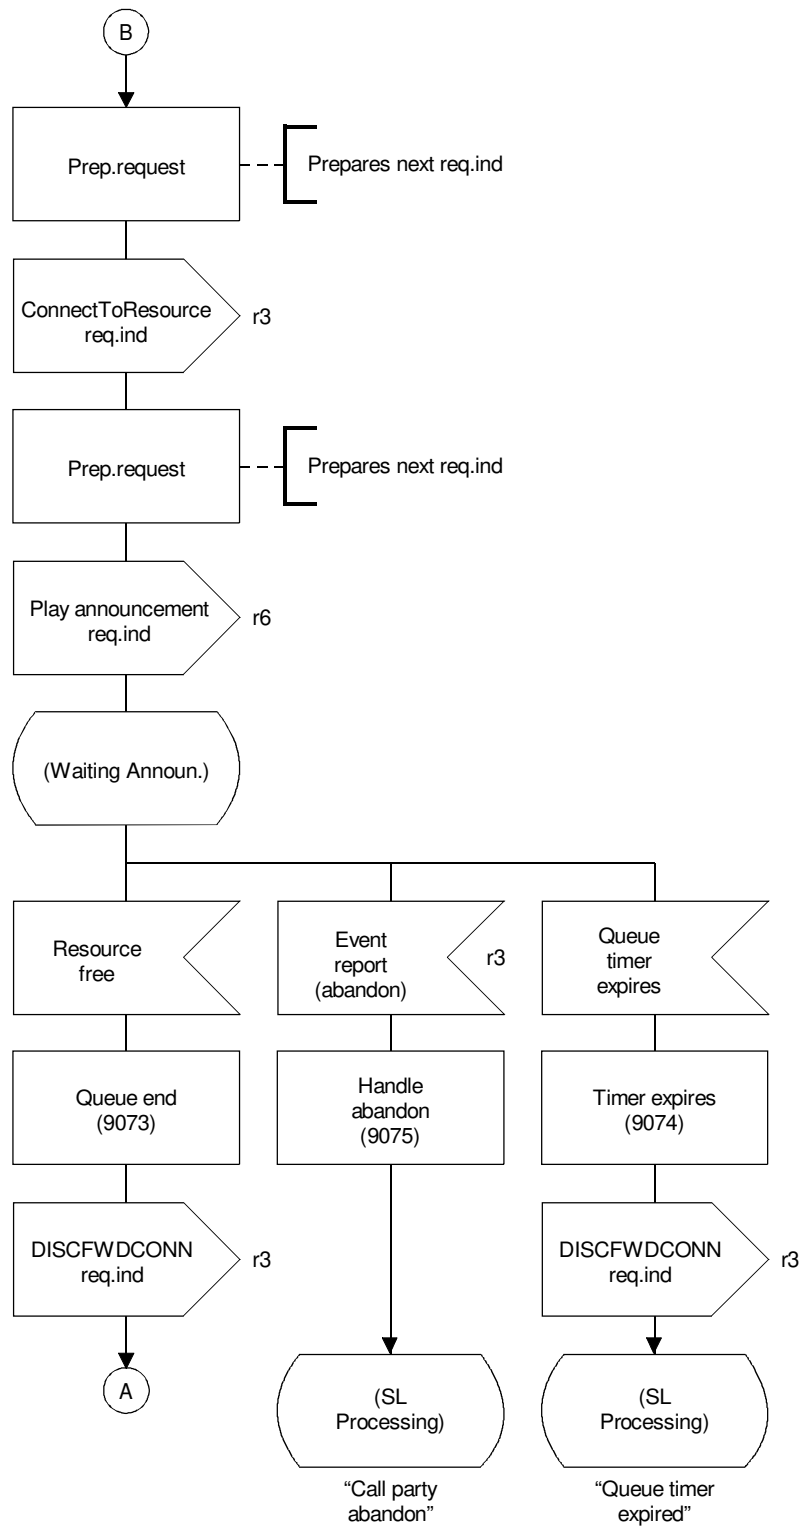 B
Prep.request
Prepares next req.ind
ConnectToResource
req.ind
r3
Prep.request
Prepares next req.ind
Play announcement
req.ind
r6
(Waiting Announ.)
Resource
free
Event
report
(abandon)
r3
Queue
timer
expires
Queue end
(9073)
Handle
abandon
(9075)
Timer expires
(9074)
DISCFWDCONN
req.ind
r3
DISCFWDCONN
req.ind
r3
A
(SL
Processing)
(SL
Processing)
“Call party
abandon”
“Queue timer
expired”